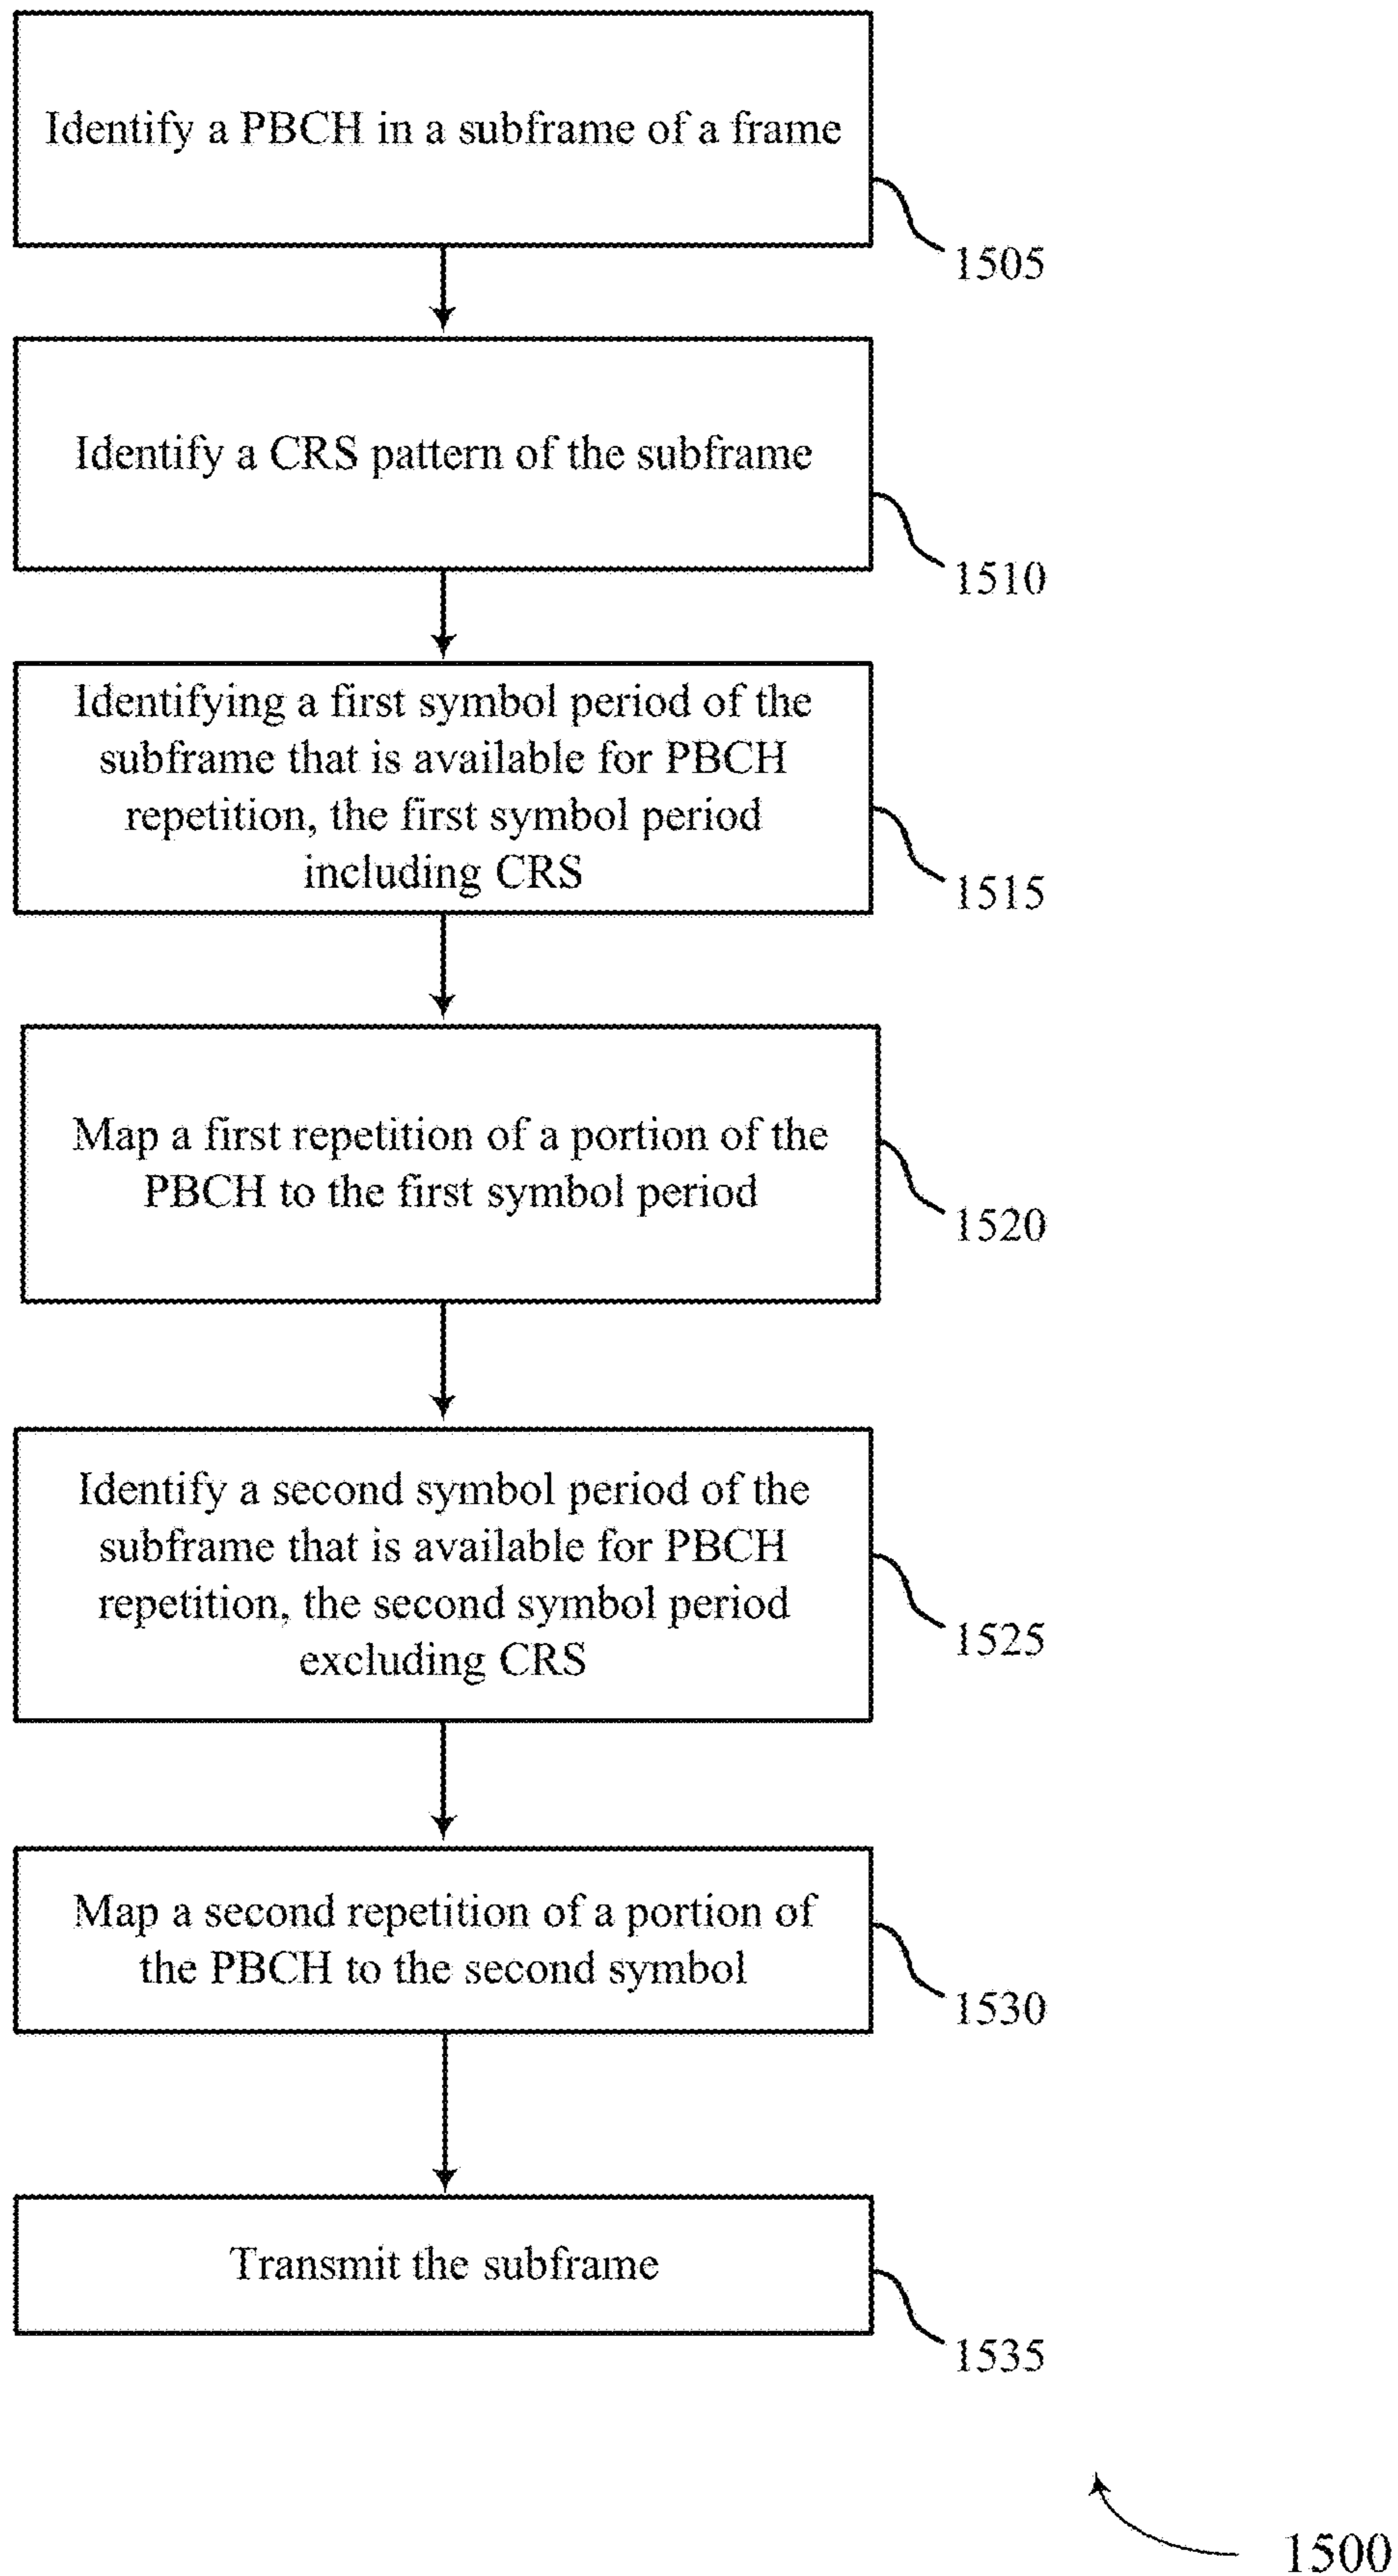 Identify a PBCH in a subframe of a frame
1505
Identify a CRS pattern of the subframe
1510
Identifying a first symbol period of the
subframe that is available for PBCH
repetition, the first symbol period
including CRS
1515
Map a first repetition of a portion of the
PBCH to the first symbol period
1520
Identify a second symbol period of the
subframe that is available for PBCH
repetition, the second symbol period
excluding CRS
1525
Map a second repetition of a portion of
the PBCH to the second symbol
1530
Transmit the subframe
1535
1500